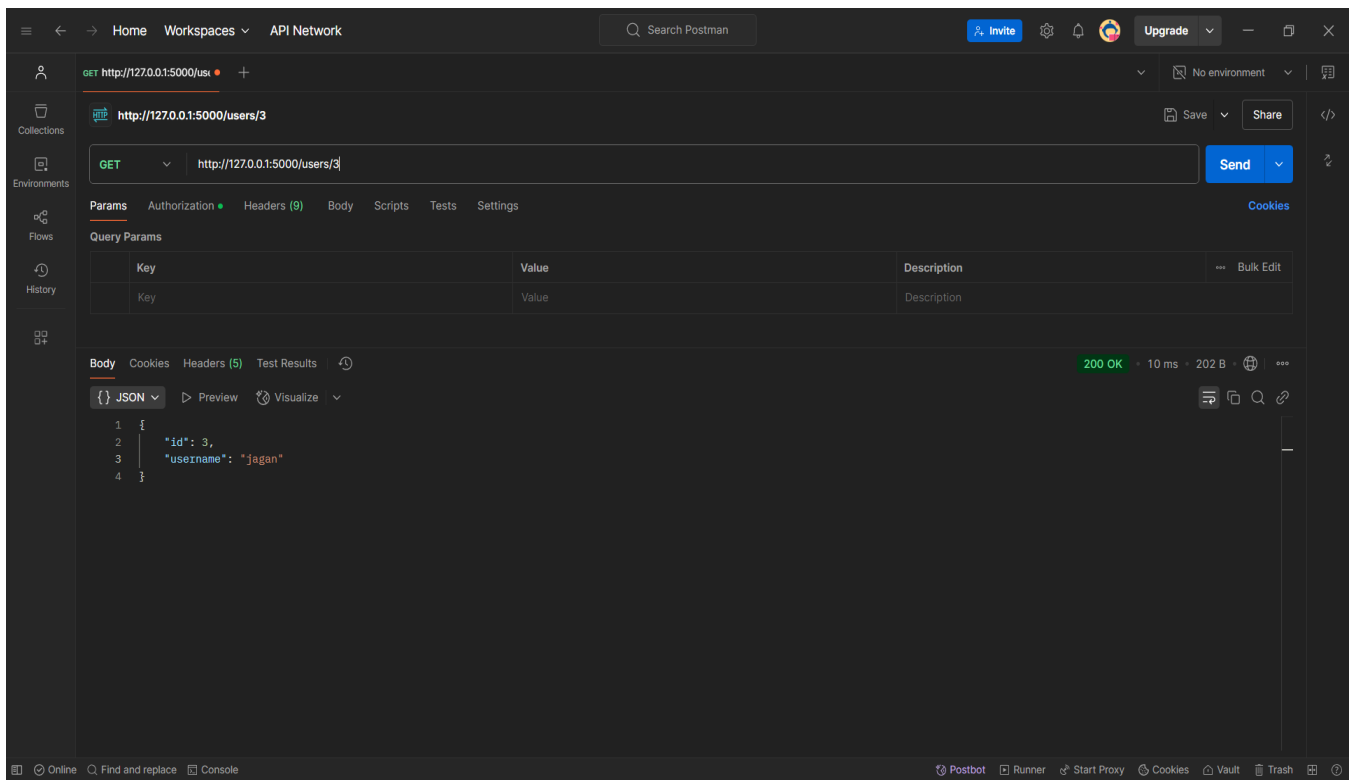 Home Workspaces API Network Search Postman Invite Upgrade
GET http://127.0.0.1:5000/use No environment
HTTP http://127.0.0.1:5000/users/3 Save Share
GET http://127.0.0.1:5000/users/3 Send
Params Authorization Headers (9) Body Scripts Tests Settings Cookies
Query Params
Key Value Description Bulk Edit
Key Value Description
Collections
Environments
Flows
History
Body Cookies Headers (5) Test Results 200 OK 10 ms 202 B
{} JSON Preview Visualize
1 {
2 "id": 3,
3 "username": "jagan"
4 }
Online Find and replace Console Postbot Runner Start Proxy Cookies Vault Trash